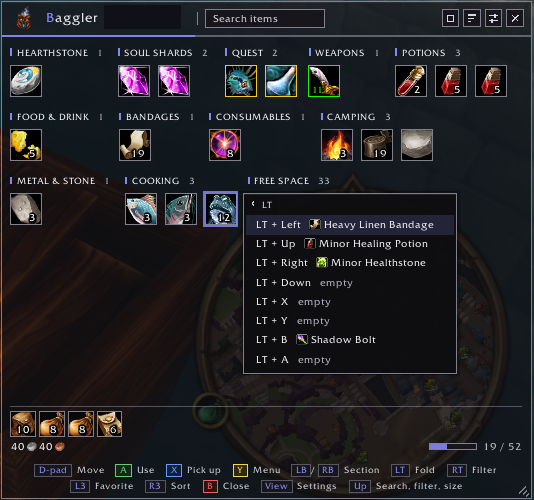 Baggler
Search items
HEARTHSTONE 1 SOUL SHARDS 2 QUEST 2 WEAPONS 1 POTIONS 3
2 5 5
FOOD & DRINK 1 BANDAGES 1 CONSUMABLES 1 CAMPING 3
5 19 8 3 19
METAL & STONE 1 COOKING 3 FREE SPACE 33
3 3 3 12
‹ LT
LT + Left Heavy Linen Bandage
LT + Up Minor Healing Potion
LT + Right Minor Healthstone
LT + Down empty
LT + X empty
LT + Y empty
LT + B Shadow Bolt
LT + A empty
10 8 8 6
40 40 19 / 52
D-pad Move A Use X Pick up Y Menu LB / RB Section LT Fold RT Filter
L3 Favorite R3 Sort B Close View Settings Up Search, filter, size